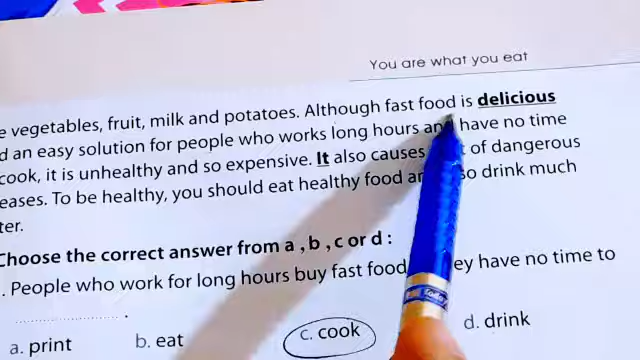 You are what you eat
e vegetables, fruit, milk and potatoes. Although fast food is delicious
d an easy solution for people who works long hours and have no time
cook, it is unhealthy and so expensive. It also causes of dangerous
eases. To be healthy, you should eat healthy food drink much
ter.
Choose the correct answer from a , b , c or d :
. People who work for long hours buy fast food have no time to
.
a. print b. eat c. cook d. drink